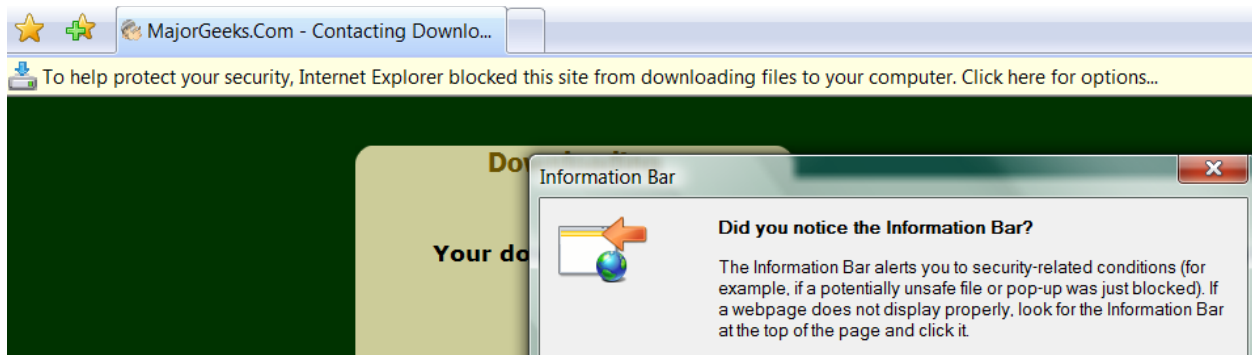 MajorGeeks.Com - Contacting Downlo...
To help protect your security, Internet Explorer blocked this site from downloading files to your computer. Click here for options...
Information Bar
Your do
Did you notice the Information Bar?
The Information Bar alerts you to security-related conditions (for
example, if a potentially unsafe file or pop-up was just blocked). If
a webpage does not display properly, look for the Information Bar
at the top of the page and click it.